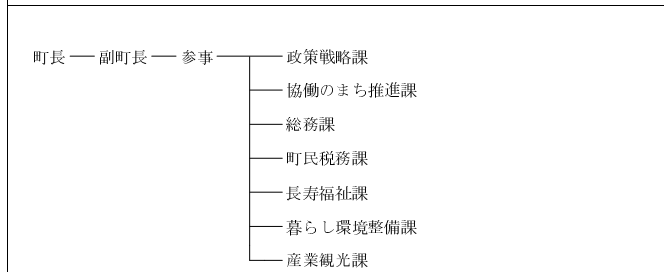 町長 副町長 参事 政策戦略課
協働のまち推進課
総務課
町民税務課
長寿福祉課
暮らし環境整備課
産業観光課